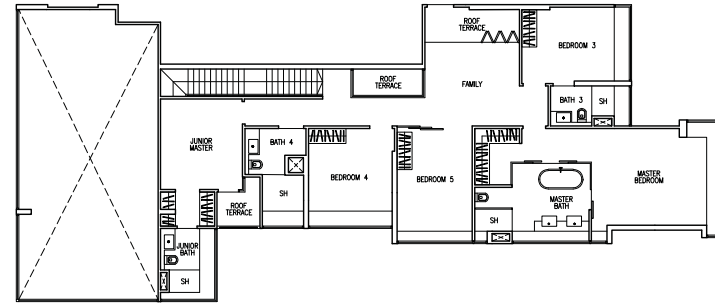 ROOF
TERRACE
BEDROOM 3
ROOF
TERRACE
FAMILY
BATH 3
SH
JUNIOR
MASTER
BATH 4
SH
BEDROOM 4
BEDROOM 5
MASTER
BEDROOM
MASTER
BATH
SH
ROOF
TERRACE
JUNIOR
BATH
SH